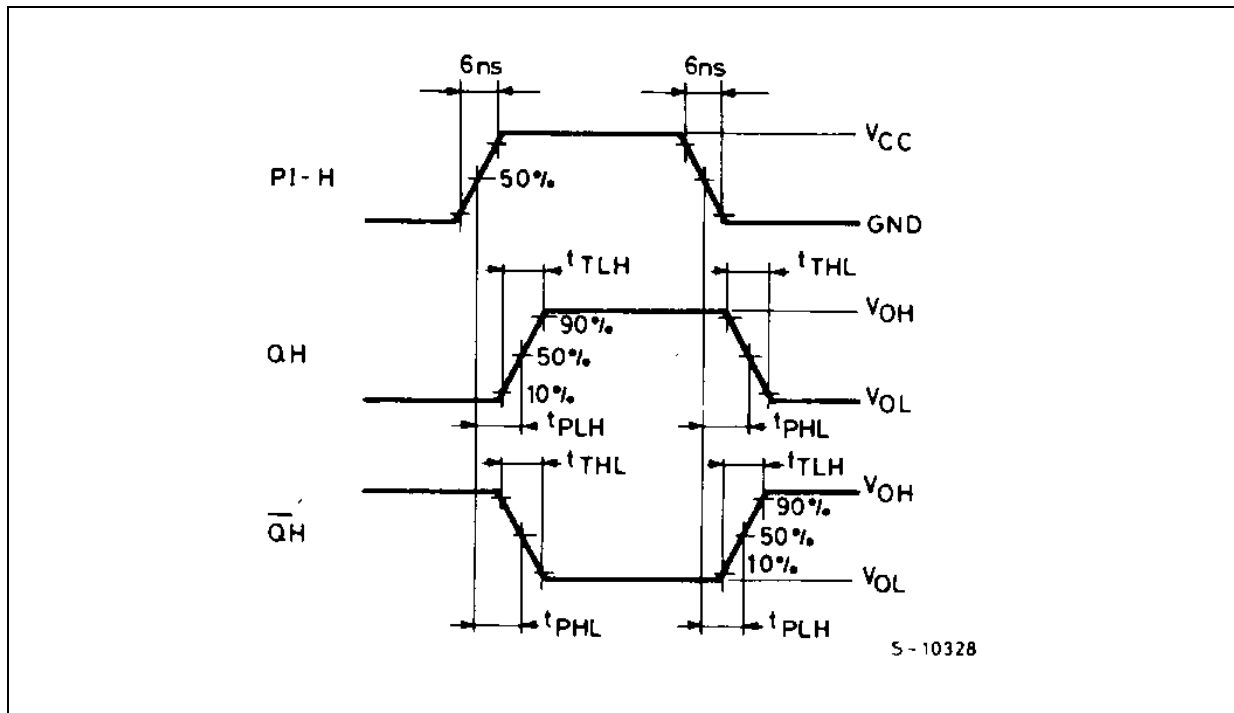 6ns 6ns
VCC
PI-H 50%
GND
tTLH tTHL
VOH
90%
QH 50%
10%
VOL
tPLH tPHL
tTHL tTLH
VOH
90%
Q̅H 50%
10%
VOL
tPHL tPLH
S-10328